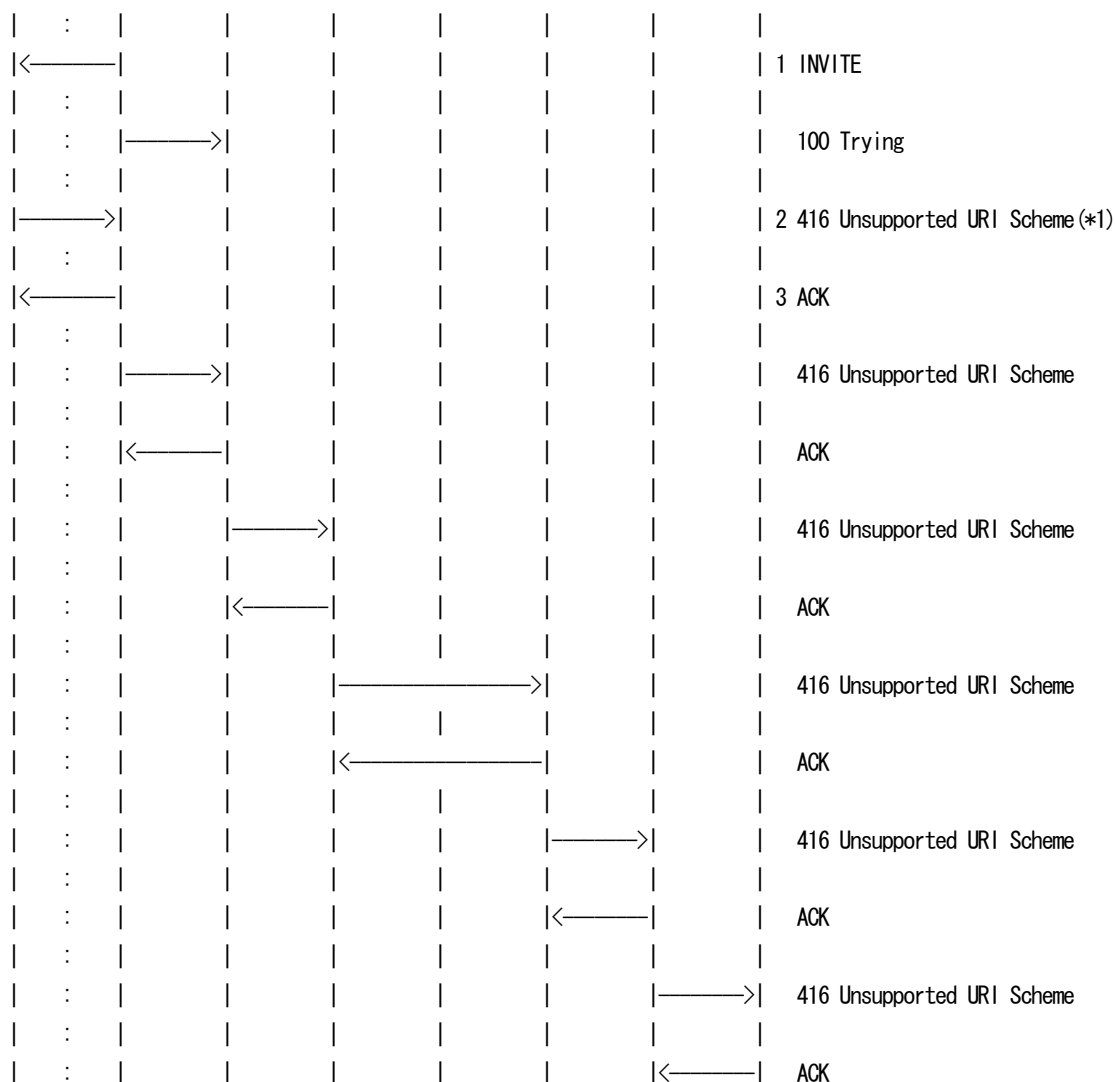 1 INVITE
100 Trying
2 416 Unsupported URI Scheme(*1)
3 ACK
416 Unsupported URI Scheme
ACK
416 Unsupported URI Scheme
ACK
416 Unsupported URI Scheme
ACK
416 Unsupported URI Scheme
ACK
416 Unsupported URI Scheme
ACK